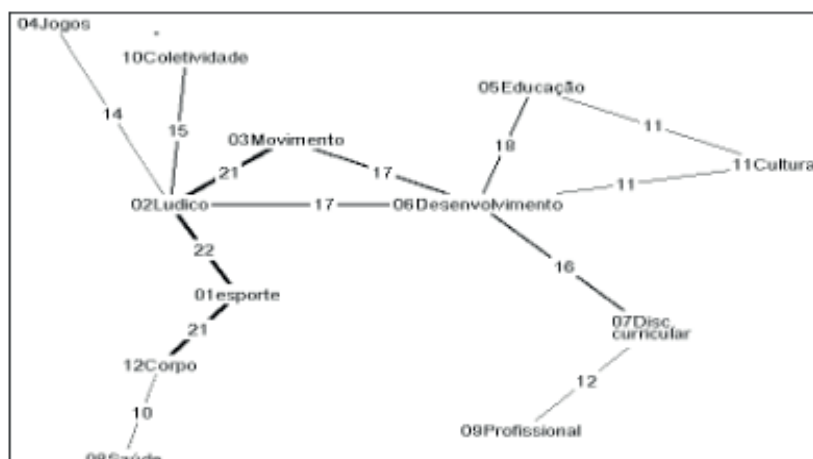 04Jogos
10Coletividade
05Educação
14
15
03Movimento
18
11
21
17
11Cultura
11
02Ludico
17
06Desenvolvimento
22
16
01esporte
21
07Disc.
curricular
12Corpo
12
10
09Profissional
08Saúde